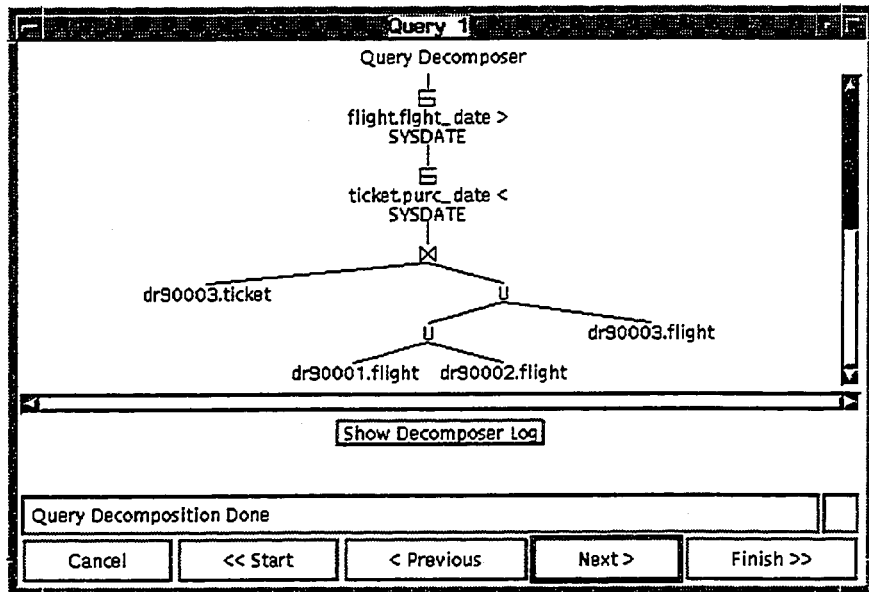 Query 1
Query Decomposer
flight.flght_date >
SYSDATE
ticket.purc_date <
SYSDATE
⋈
dr90003.ticket
U
U
dr90003.flight
dr90001.flight dr90002.flight
Show Decomposer Log
Query Decomposition Done
Cancel << Start < Previous Next > Finish >>